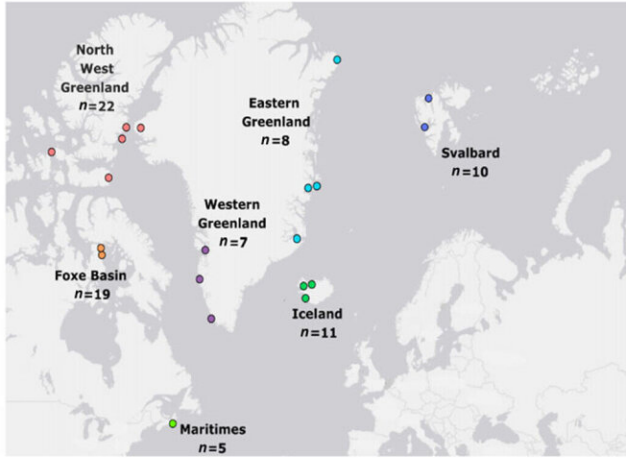 North
West
Greenland
n=22
Eastern
Greenland
n=8
Svalbard
n=10
Western
Greenland
n=7
Foxe Basin
n=19
Iceland
n=11
Maritimes
n=5